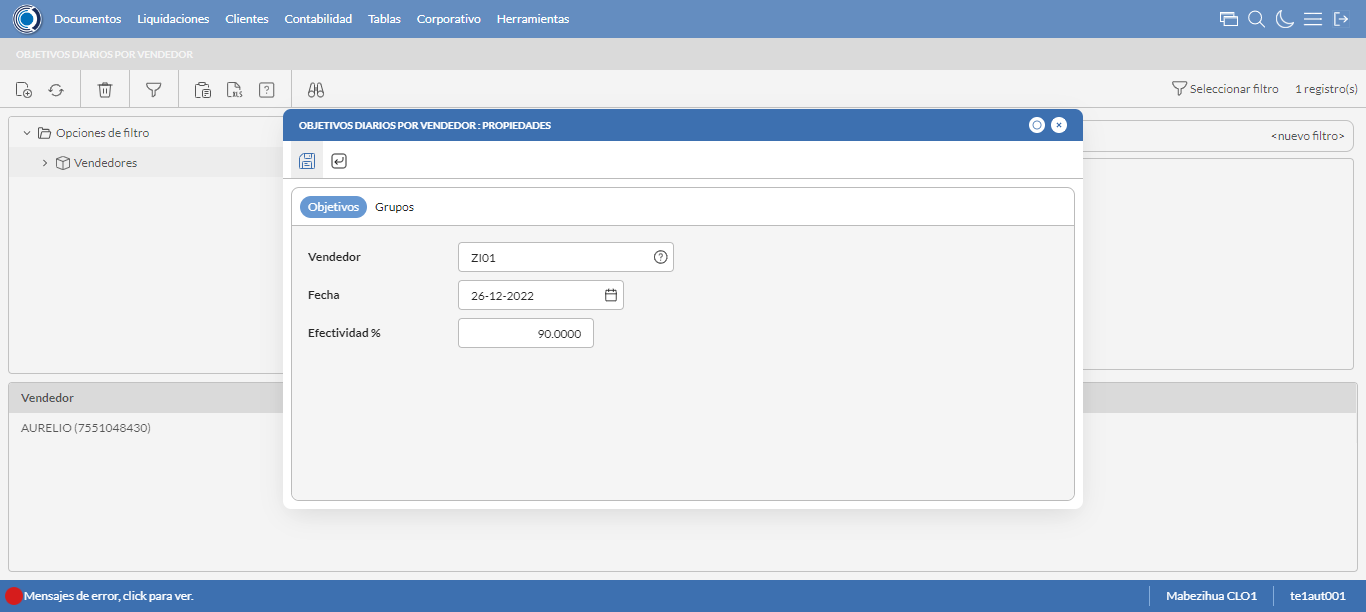 Documentos Liquidaciones Clientes Contabilidad Tablas Corporativo Herramientas
OBJETIVOS DIARIOS POR VENDEDOR
XLS Seleccionar filtro 1 registro(s)
Opciones de filtro
<nuevo filtro>
Vendedores
OBJETIVOS DIARIOS POR VENDEDOR : PROPIEDADES
Objetivos Grupos
Vendedor ZI01
Fecha 26-12-2022
Efectividad % 90.0000
Vendedor
AURELIO (7551048430)
Mensajes de error, click para ver. Mabezihua CLO1 te1aut001